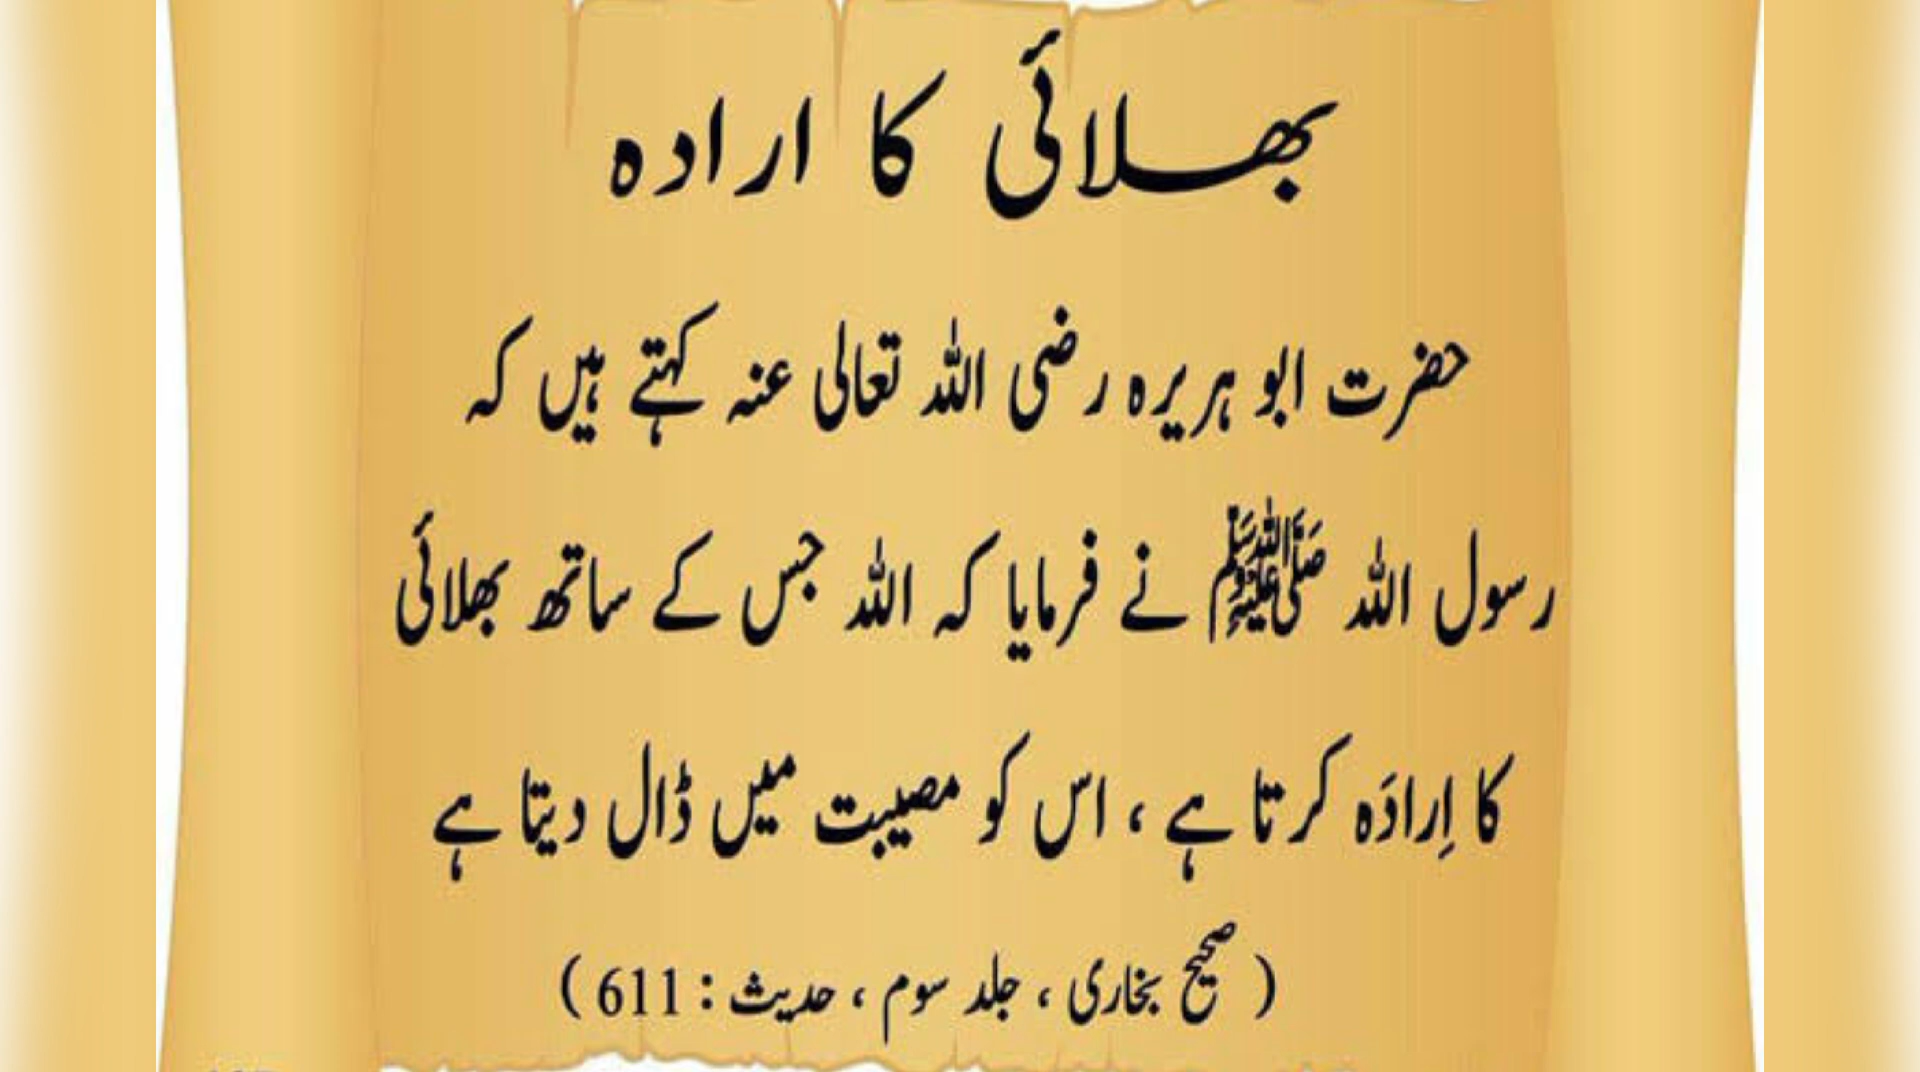 بھلائی کا ارادہ
حضرت ابو ہریرہ رضی اللہ تعالی عنہ کہتے ہیں کہ
رسول اللہ ﷺ نے فرمایا کہ اللہ جس کے ساتھ بھلائی
کا اِرادَہ کرتا ہے ، اس کو مصیبت میں ڈال دیتا ہے
( صحیح بخاری ، جلد سوم ، حدیث : 611 )